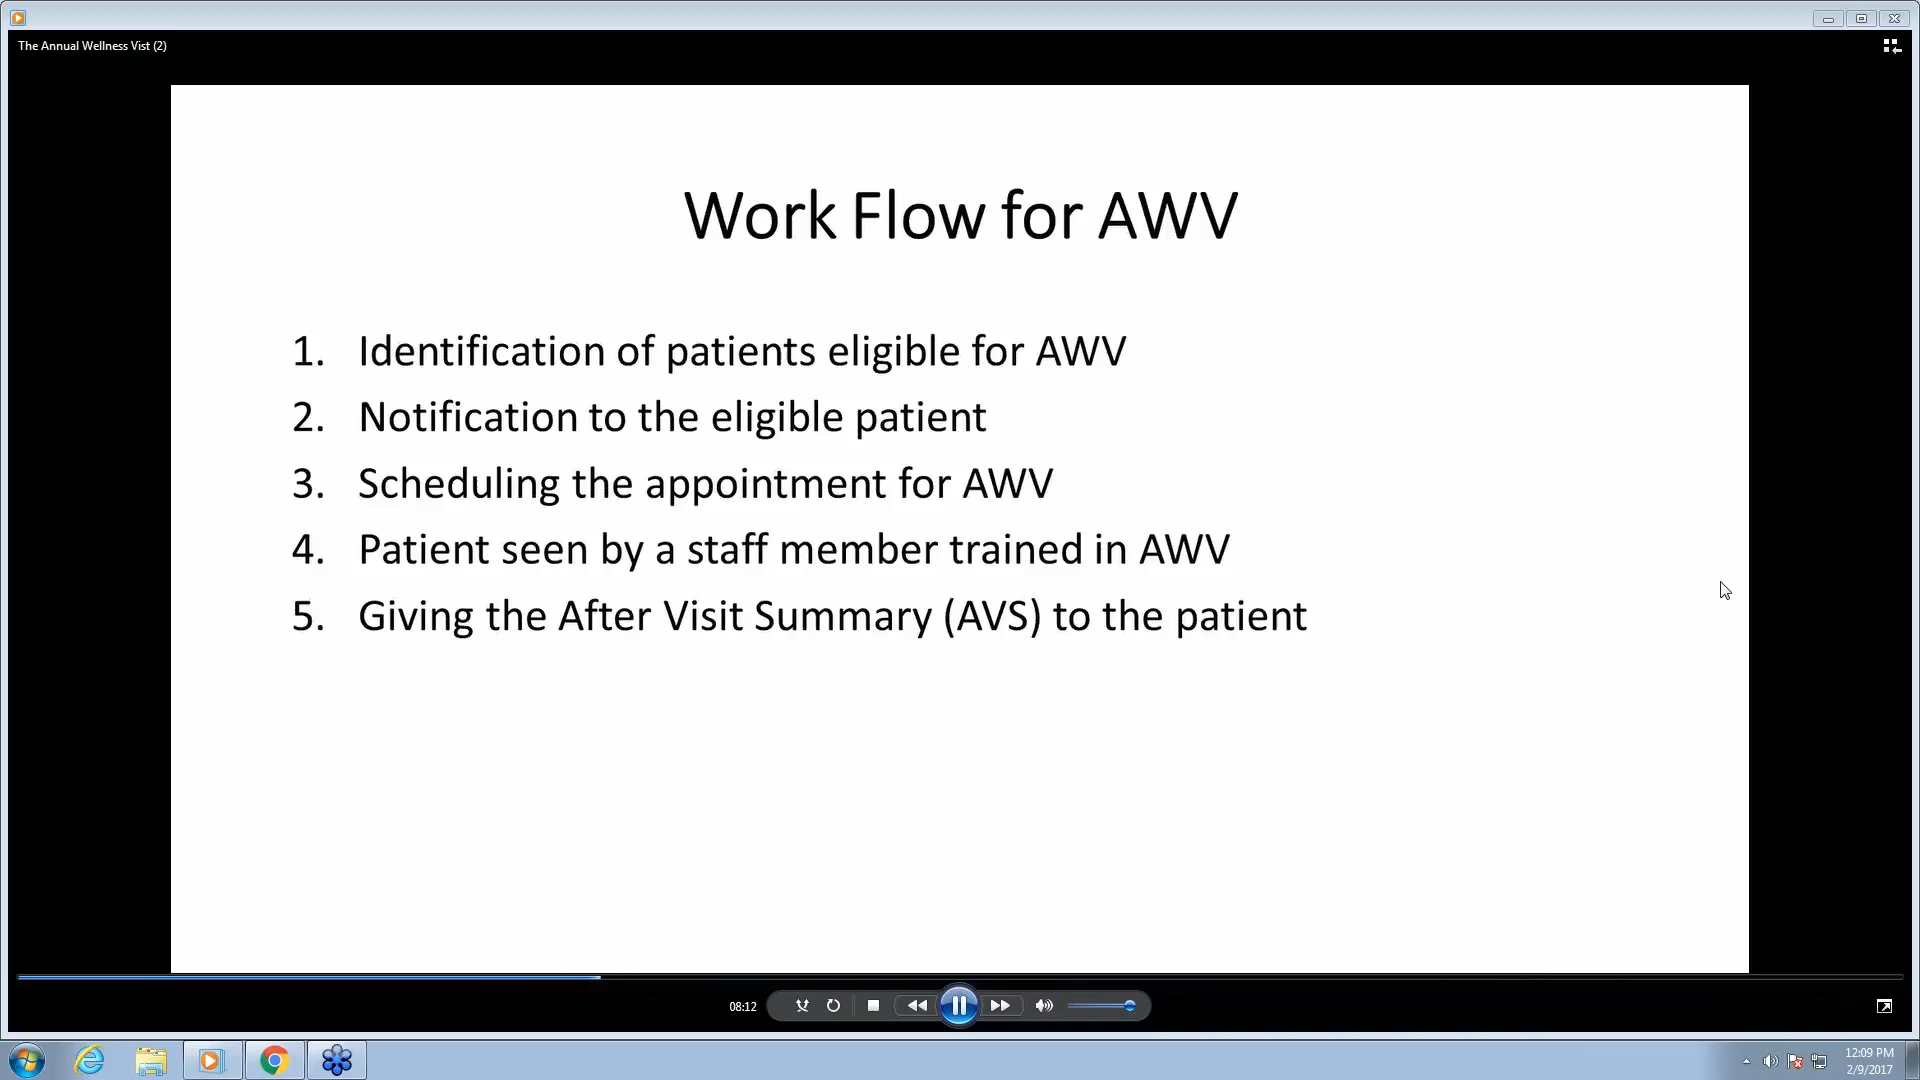 The Annual Wellness Vist (2)
Work Flow for AWV
1. Identification of patients eligible for AWV
2. Notification to the eligible patient
3. Scheduling the appointment for AWV
4. Patient seen by a staff member trained in AWV
5. Giving the After Visit Summary (AVS) to the patient
08:12
12:09 PM
2/9/2017